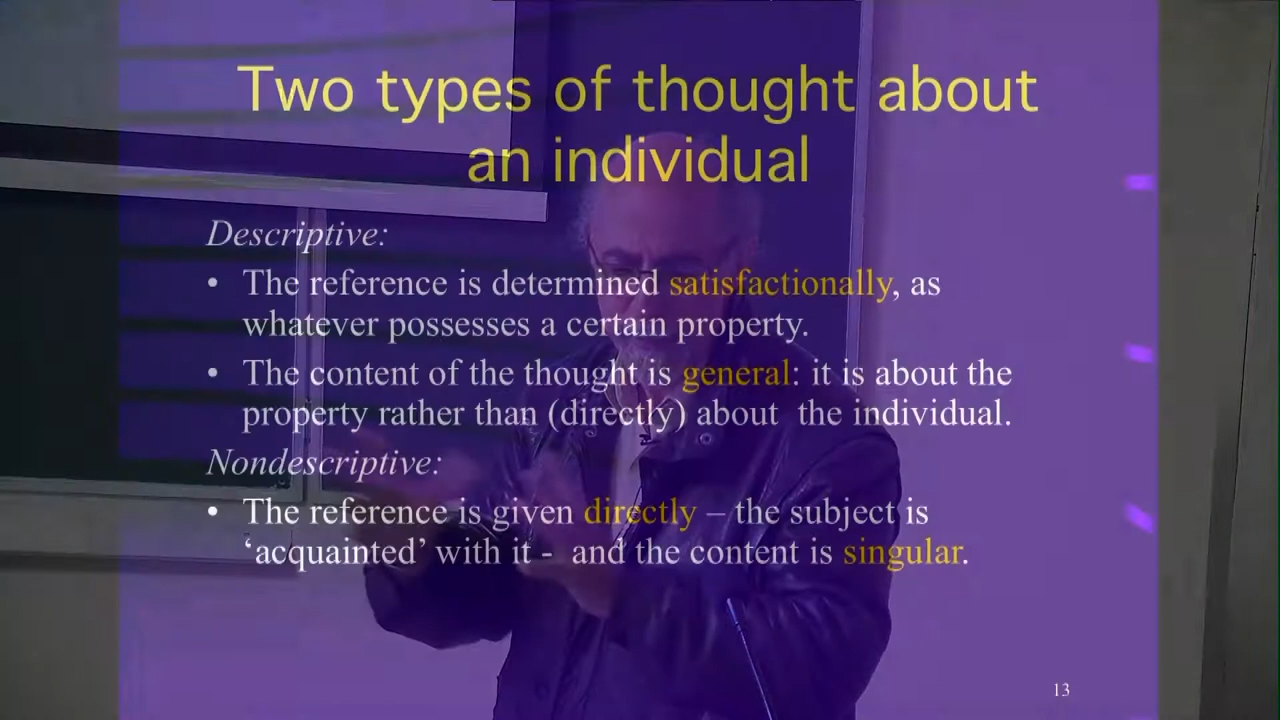 Two types of thought about
an individual
Descriptive:
• The reference is determined satisfactionally, as
whatever possesses a certain property.
• The content of the thought is general: it is about the
property rather than (directly) about the individual.
Nondescriptive:
• The reference is given directly – the subject is
‘acquainted’ with it - and the content is singular.
13